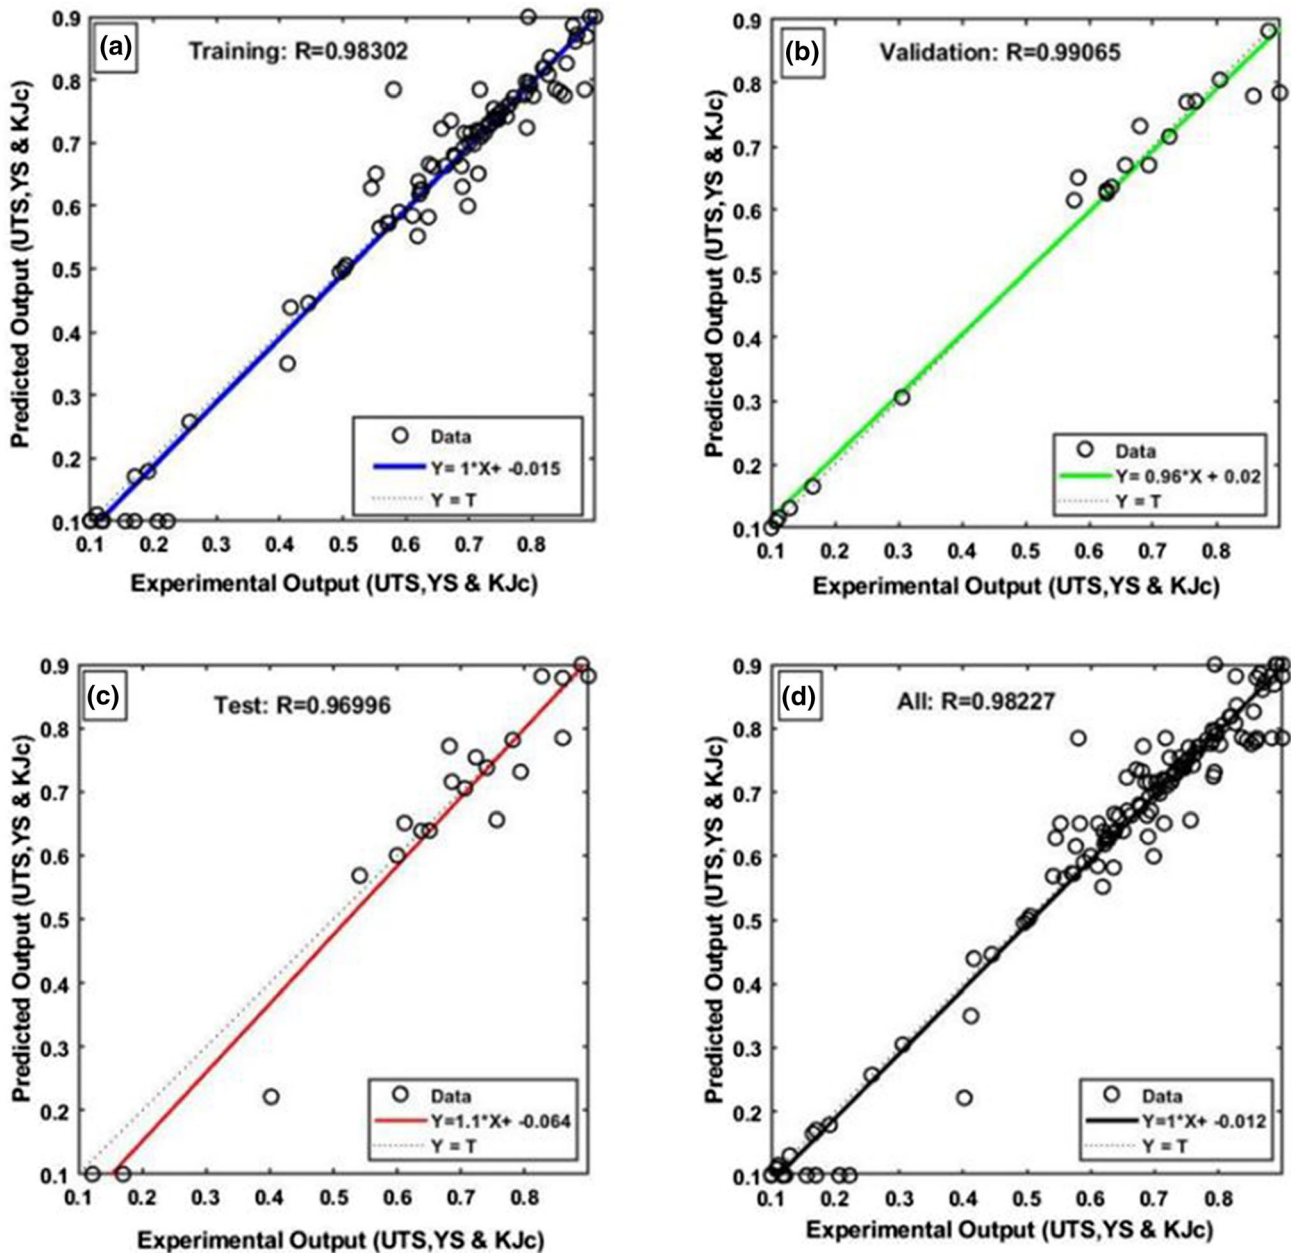 (a)
Training: R=0.98302
Predicted Output (UTS,YS & KJc)
0.9
0.8
0.7
0.6
0.5
0.4
0.3
0.2
0.1
Data
Y= 1*X+ -0.015
Y = T
0.1 0.2 0.3 0.4 0.5 0.6 0.7 0.8
Experimental Output (UTS,YS & KJc)
(b)
Validation: R=0.99065
Predicted Output (UTS,YS & KJc)
0.9
0.8
0.7
0.6
0.5
0.4
0.3
0.2
0.1
Data
Y= 0.96*X + 0.02
Y = T
0.1 0.2 0.3 0.4 0.5 0.6 0.7 0.8
Experimental Output (UTS,YS & KJc)
(c)
Test: R=0.96996
Predicted Output (UTS,YS & KJc)
0.9
0.8
0.7
0.6
0.5
0.4
0.3
0.2
0.1
Data
Y=1.1*X+ -0.064
Y = T
0.1 0.2 0.3 0.4 0.5 0.6 0.7 0.8
Experimental Output (UTS,YS & KJc)
(d)
All: R=0.98227
Predicted Output (UTS,YS & KJc)
0.9
0.8
0.7
0.6
0.5
0.4
0.3
0.2
0.1
Data
Y=1*X+ -0.012
Y = T
0.1 0.2 0.3 0.4 0.5 0.6 0.7 0.8
Experimental Output (UTS,YS & KJc)